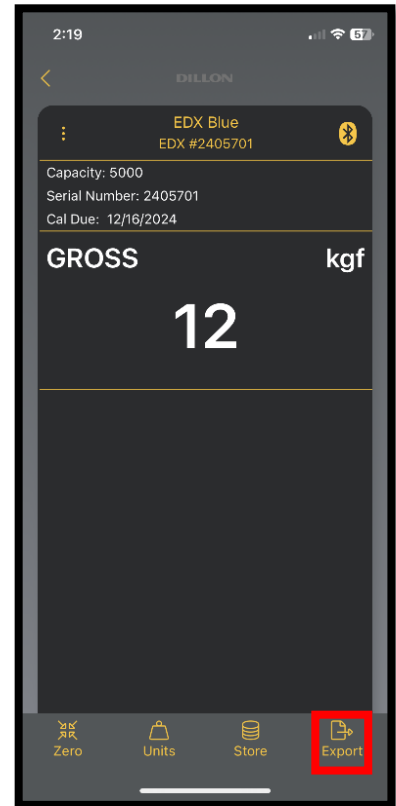 2:19
57
DILLON
EDX Blue
EDX #2405701
Capacity: 5000
Serial Number: 2405701
Cal Due: 12/16/2024
GROSS kgf
12
Zero Units Store Export